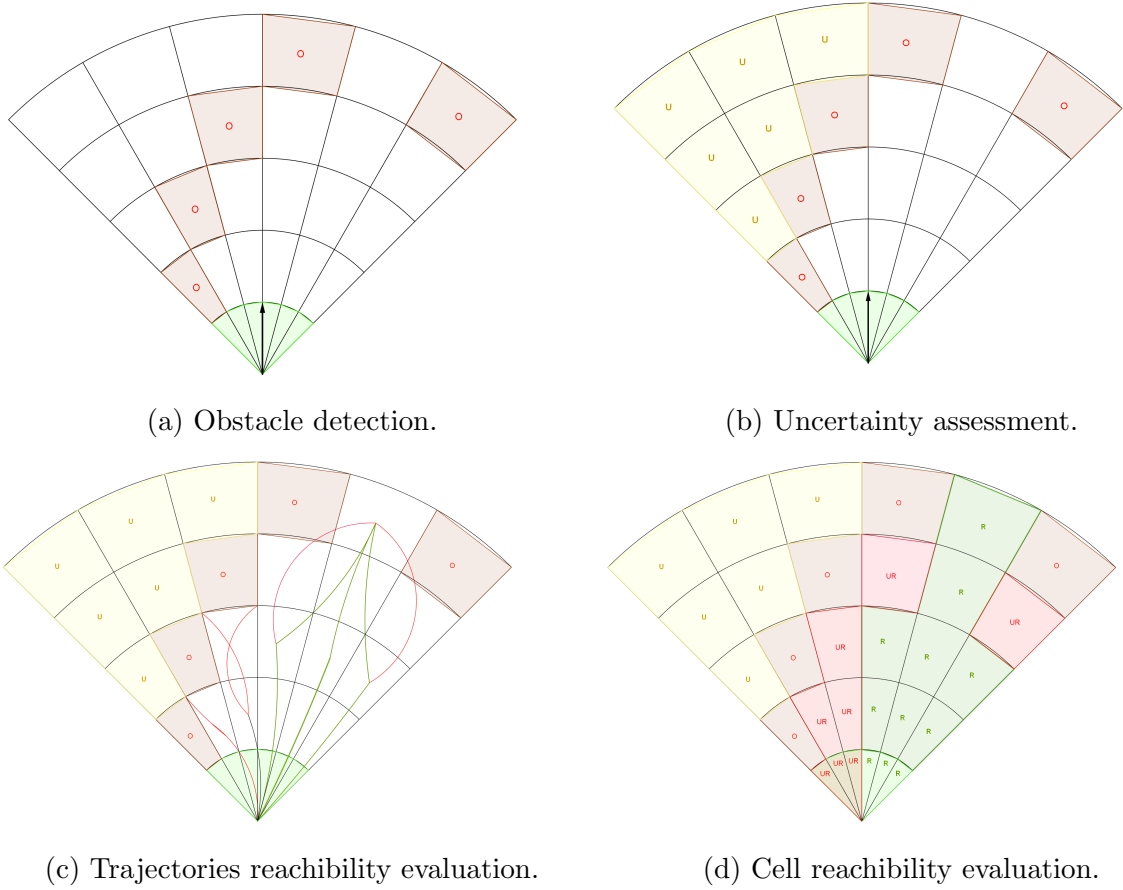 O
O
O
O
O
(a) Obstacle detection.
U U U O
O
U U O
U O
O
(b) Uncertainty assessment.
U U U O
O
U U O
U O
O
(c) Trajectories reachibility evaluation.
U U U O R
O
U U O UR R
UR
U O UR R R R
O UR UR R R R
UR UR UR R R R
(d) Cell reachibility evaluation.